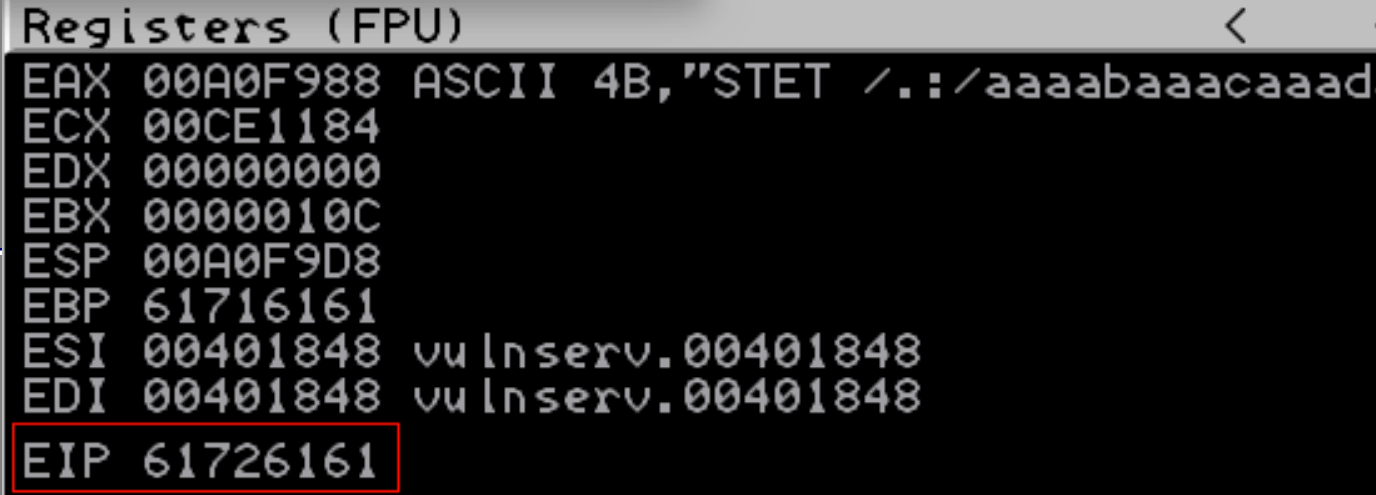 Registers (FPU) <
EAX 00A0F988 ASCII 4B,"STET /.:/aaaabaaacaaad
ECX 00CE1184
EDX 00000000
EBX 0000010C
ESP 00A0F9D8
EBP 61716161
ESI 00401848 vulnserv.00401848
EDI 00401848 vulnserv.00401848
EIP 61726161